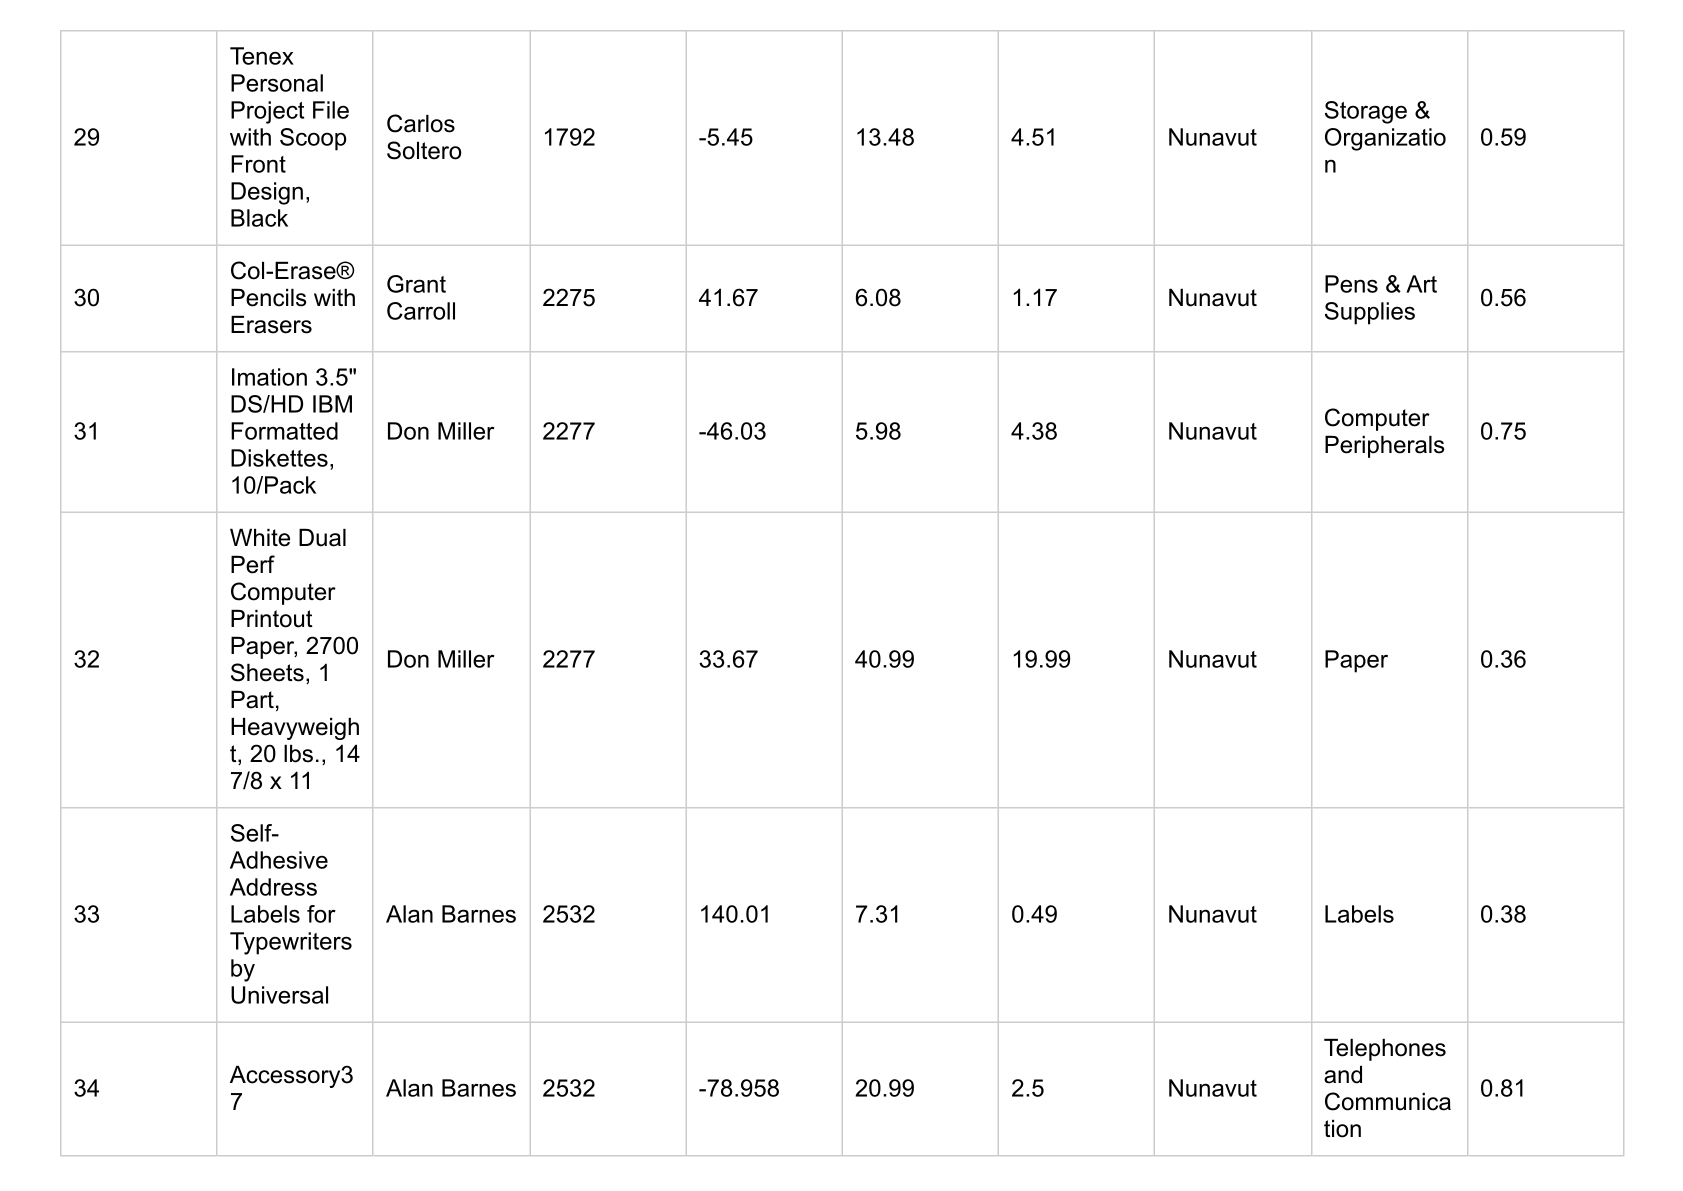 29
Tenex
Personal
Project File
with Scoop
Front
Design,
Black
Carlos
Soltero
1792
-5.45
13.48
4.51
Nunavut
Storage &
Organizatio
n
0.59
30
Col-Erase®
Pencils with
Erasers
Grant
Carroll
2275
41.67
6.08
1.17
Nunavut
Pens & Art
Supplies
0.56
31
Imation 3.5"
DS/HD IBM
Formatted
Diskettes,
10/Pack
Don Miller
2277
-46.03
5.98
4.38
Nunavut
Computer
Peripherals
0.75
32
White Dual
Perf
Computer
Printout
Paper, 2700
Sheets, 1
Part,
Heavyweigh
t, 20 lbs., 14
7/8 x 11
Don Miller
2277
33.67
40.99
19.99
Nunavut
Paper
0.36
33
Self-
Adhesive
Address
Labels for
Typewriters
by
Universal
Alan Barnes
2532
140.01
7.31
0.49
Nunavut
Labels
0.38
34
Accessory3
7
Alan Barnes
2532
-78.958
20.99
2.5
Nunavut
Telephones
and
Communica
tion
0.81